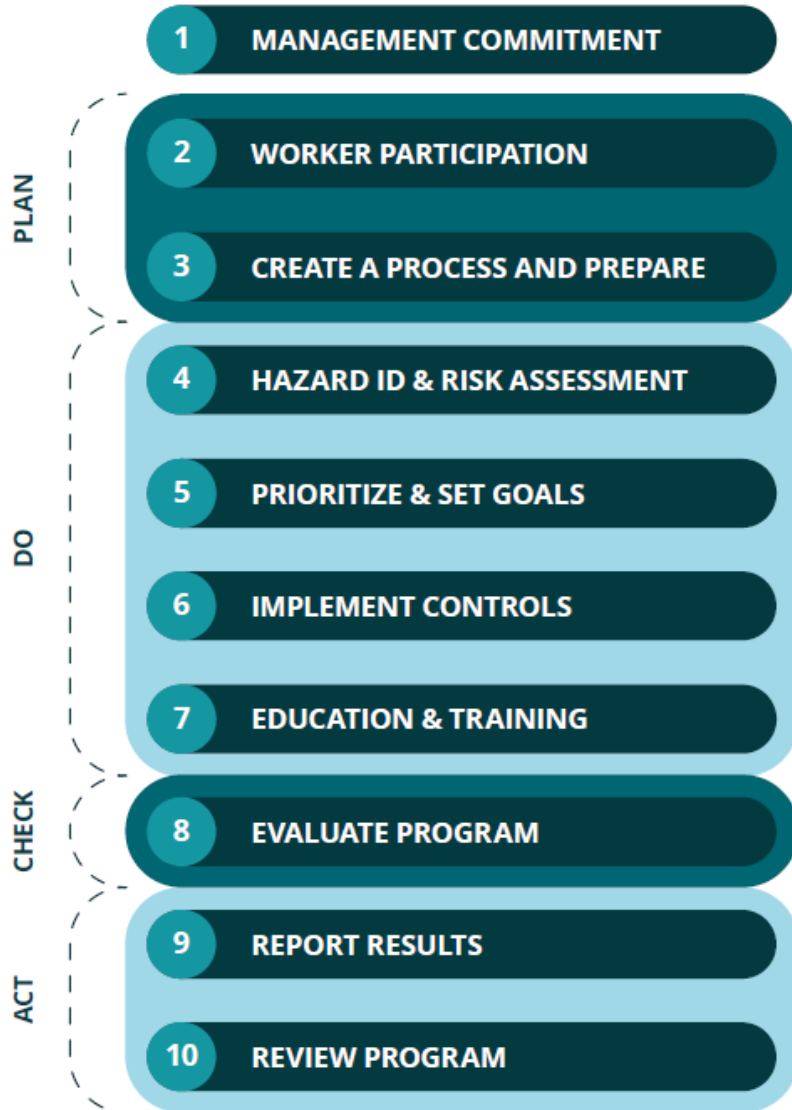 1 MANAGEMENT COMMITMENT
PLAN
2 WORKER PARTICIPATION
3 CREATE A PROCESS AND PREPARE
DO
4 HAZARD ID & RISK ASSESSMENT
5 PRIORITIZE & SET GOALS
6 IMPLEMENT CONTROLS
7 EDUCATION & TRAINING
CHECK
8 EVALUATE PROGRAM
ACT
9 REPORT RESULTS
10 REVIEW PROGRAM